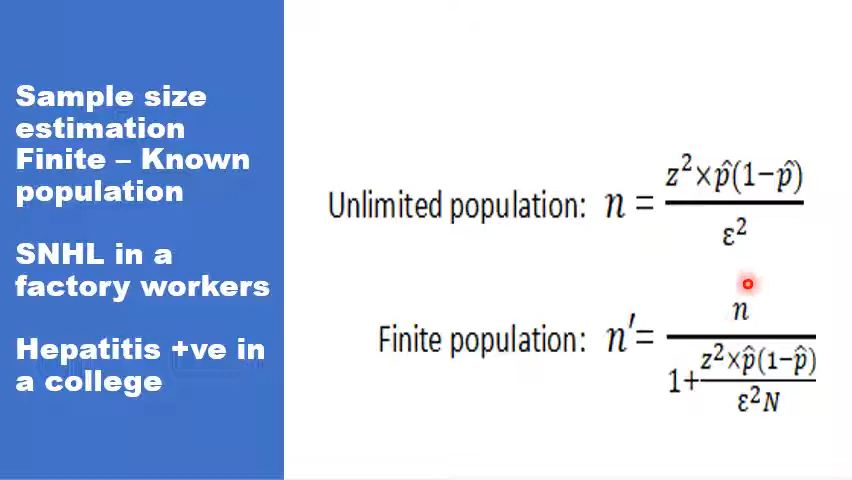 Sample size
estimation
Finite – Known
population
SNHL in a
factory workers
Hepatitis +ve in
a college
Unlimited population: n = z²×p̂(1−p̂) / ε²
Finite population: n′= n / 1+ z²×p̂(1−p̂) / ε²N